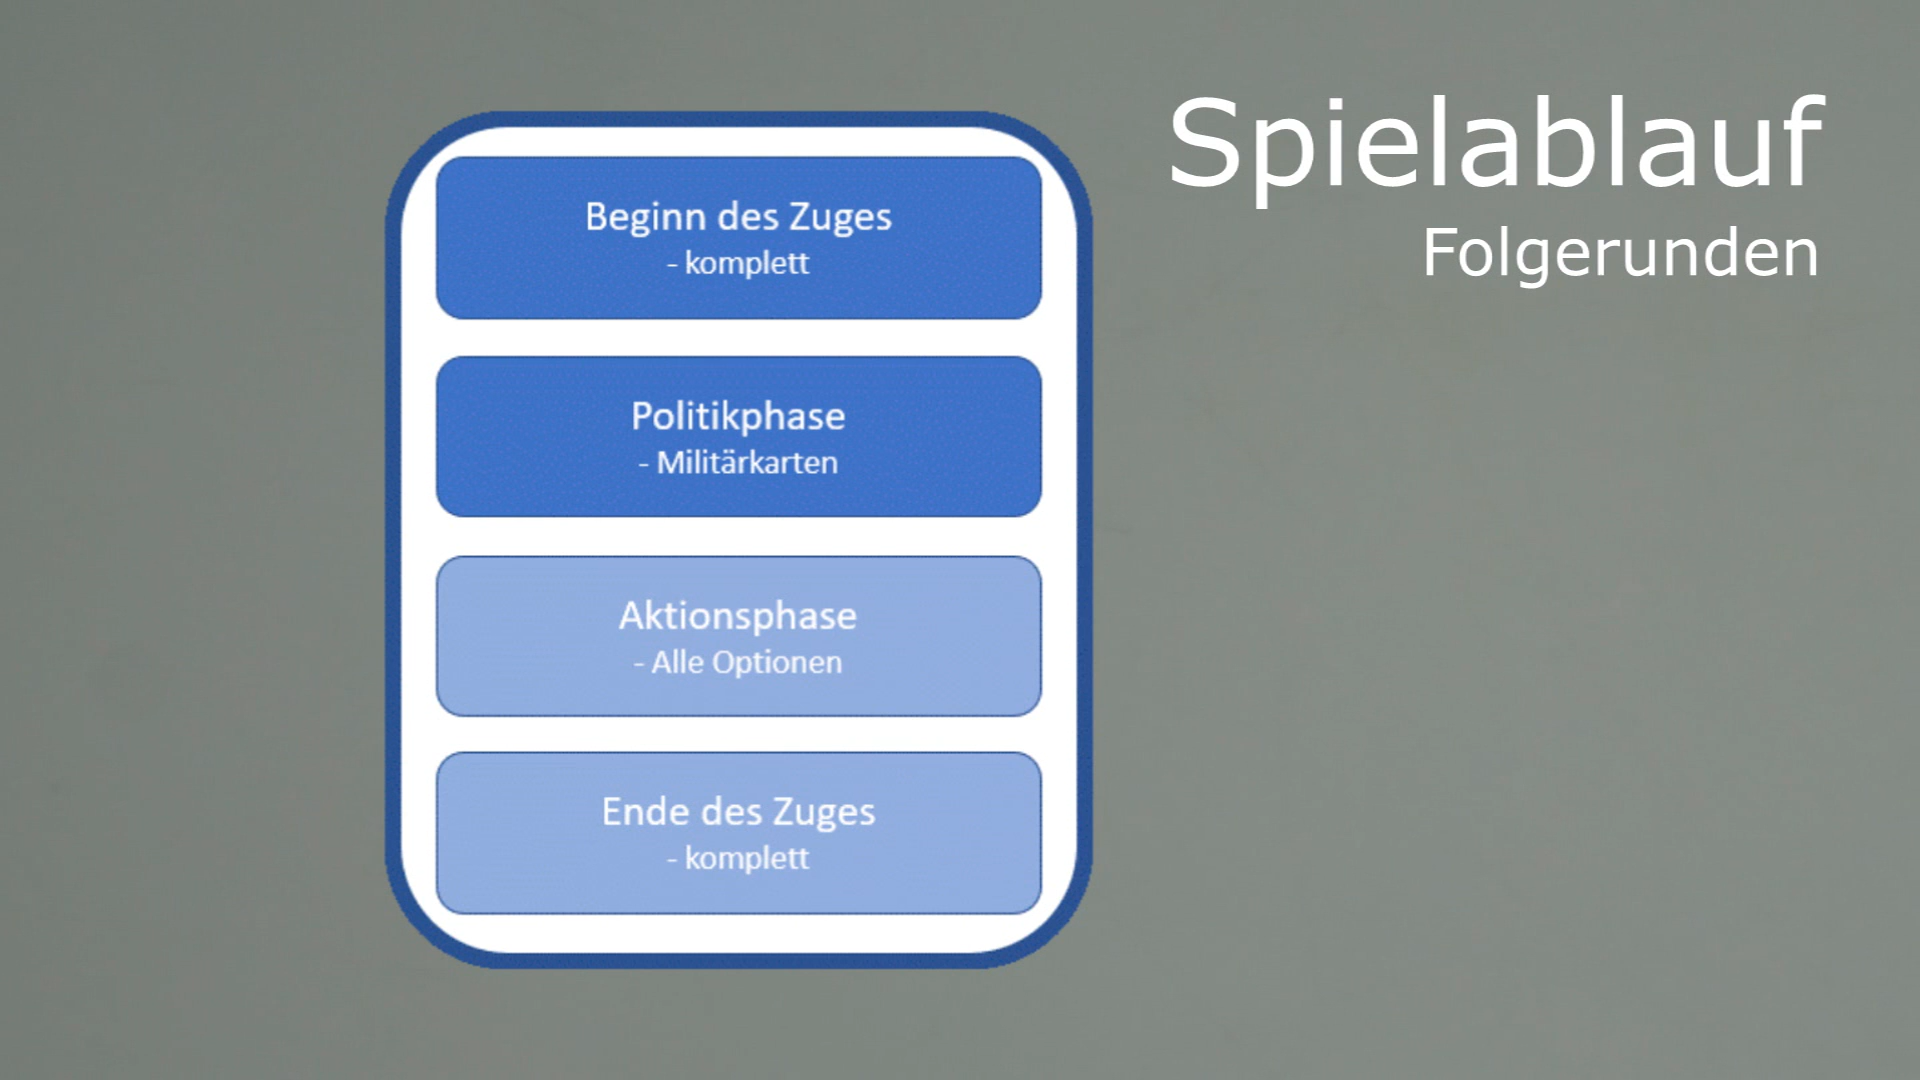 Spielablauf
Folgerunden
Beginn des Zuges
- komplett
Politikphase
- Militärkarten
Aktionsphase
- Alle Optionen
Ende des Zuges
- komplett